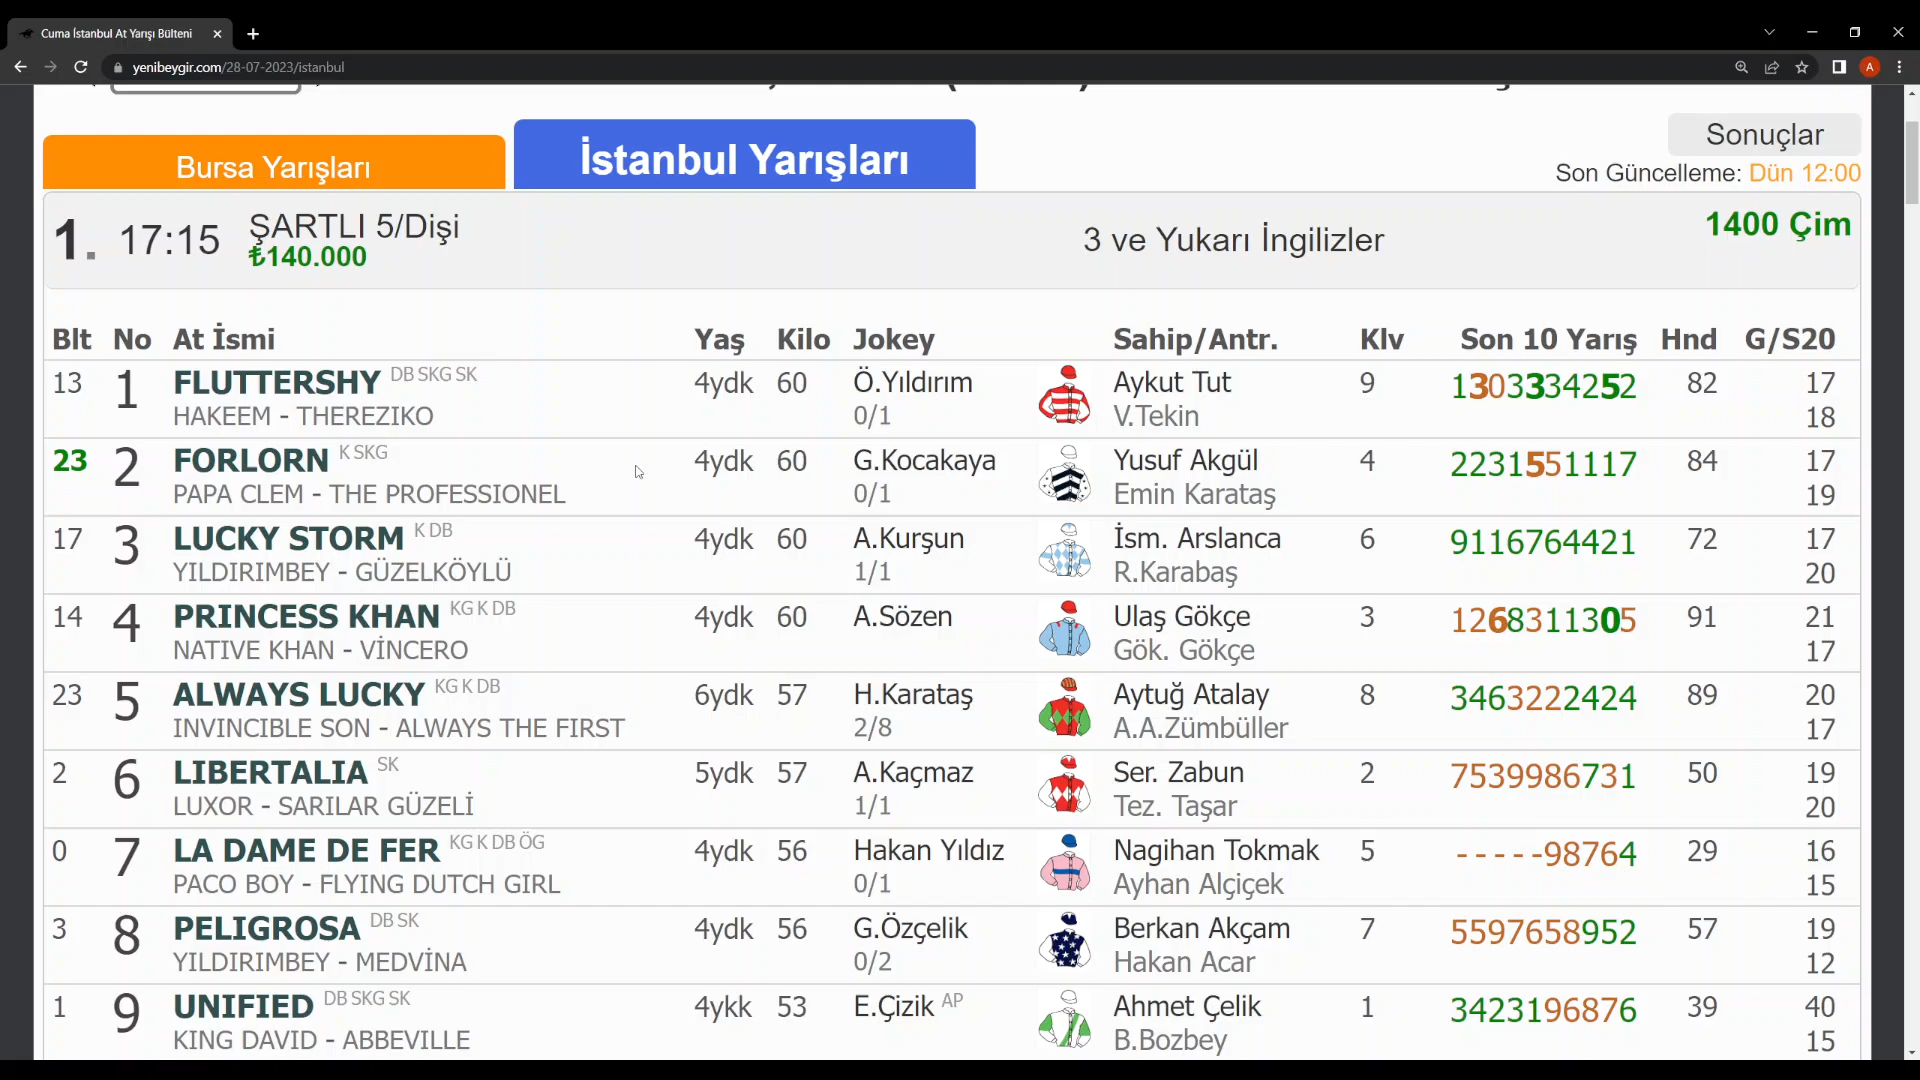 Cuma İstanbul At Yarışı Bülteni
yenibeygir.com/28-07-2023/istanbul
A
Bursa Yarışları
İstanbul Yarışları
Sonuçlar
Son Güncelleme: Dün 12:00
1. 17:15 ŞARTLI 5/Dişi 3 ve Yukarı İngilizler 1400 Çim
₺140.000
Blt No At İsmi Yaş Kilo Jokey Sahip/Antr. Klv Son 10 Yarış Hnd G/S20
13 1 FLUTTERSHY DB SKG SK 4ydk 60 Ö.Yıldırım Aykut Tut 9 1303334252 82 17
HAKEEM - THEREZIKO 0/1 V.Tekin 18
23 2 FORLORN K SKG 4ydk 60 G.Kocakaya Yusuf Akgül 4 2231551117 84 17
PAPA CLEM - THE PROFESSIONEL 0/1 Emin Karataş 19
17 3 LUCKY STORM K DB 4ydk 60 A.Kurşun İsm. Arslanca 6 9116764421 72 17
YILDIRIMBEY - GÜZELKÖYLÜ 1/1 R.Karabaş 20
14 4 PRINCESS KHAN KG K DB 4ydk 60 A.Sözen Ulaş Gökçe 3 1268311305 91 21
NATIVE KHAN - VİNCERO Gök. Gökçe 17
23 5 ALWAYS LUCKY KG K DB 6ydk 57 H.Karataş Aytuğ Atalay 8 3463222424 89 20
INVINCIBLE SON - ALWAYS THE FIRST 2/8 A.A.Zümbüller 17
2 6 LIBERTALIA SK 5ydk 57 A.Kaçmaz Ser. Zabun 2 7539986731 50 19
LUXOR - SARILAR GÜZELİ 1/1 Tez. Taşar 20
0 7 LA DAME DE FER KG K DB ÖG 4ydk 56 Hakan Yıldız Nagihan Tokmak 5 -----98764 29 16
PACO BOY - FLYING DUTCH GIRL 0/1 Ayhan Alçiçek 15
3 8 PELIGROSA DB SK 4ydk 56 G.Özçelik Berkan Akçam 7 5597658952 57 19
YILDIRIMBEY - MEDVİNA 0/2 Hakan Acar 12
1 9 UNIFIED DB SKG SK 4ykk 53 E.Çizik AP Ahmet Çelik 1 3423196876 39 40
KING DAVID - ABBEVILLE B.Bozbey 15